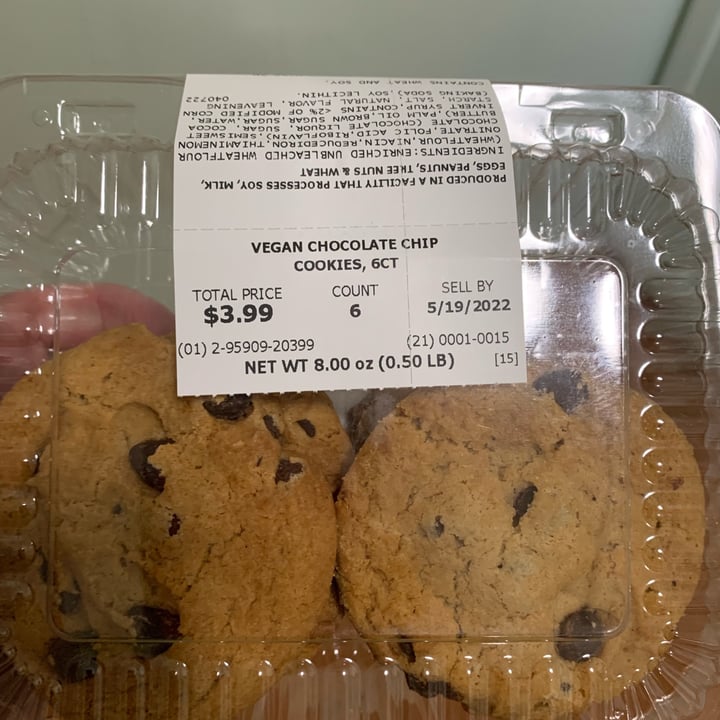 VEGAN CHOCOLATE CHIP
COOKIES, 6CT
TOTAL PRICE COUNT SELL BY
$3.99 6 5/19/2022
(01) 2-95909-20399 (21) 0001-0015
NET WT 8.00 oz (0.50 LB) [15]
PRODUCED IN A FACILITY THAT PROCESSES SOY, MILK,
EGGS, PEANUTS, TREE NUTS & WHEAT
INGREDIENTS:ENRICHED UNBLEACHED WHEATFLOUR
(WHEATFLOUR,NIACIN,REDUCEDIRON,THIAMINEMON
ONITRATE,FOLIC ACID,RIBOFLAVIN),SEMISWEET
CHOCOLATE (CHOCOLATE LIQUOR, SUGAR, COCOA
BUTTER),PALM OIL,BROWN SUGAR,SUGAR,WATER,
INVERT SYRUP,CONTAINS <2% OF MODIFIED CORN
STARCH, SALT, NATURAL FLAVOR, LEAVENING
(BAKING SODA),SOY LECITHIN. 040722
CONTAINS WHEAT AND SOY.